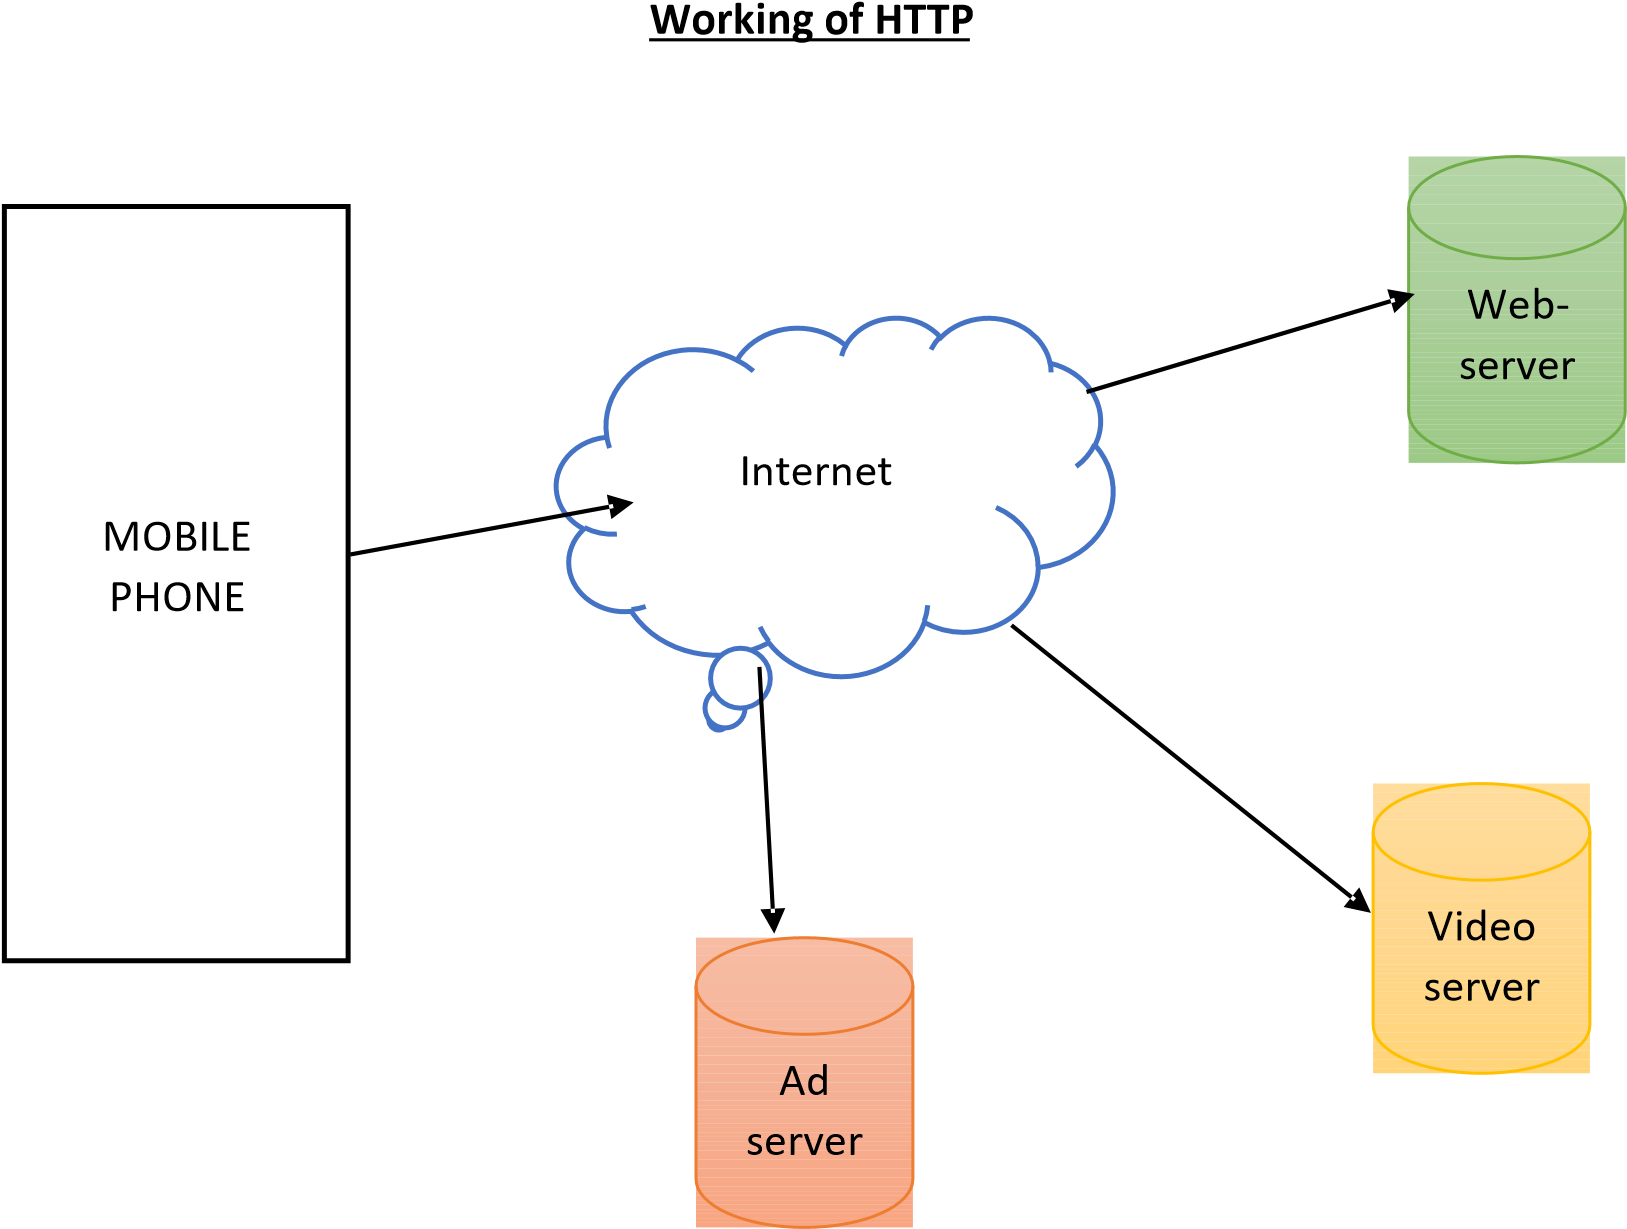 Working of HTTP
Web-
server
Internet
MOBILE
PHONE
Video
server
Ad
server